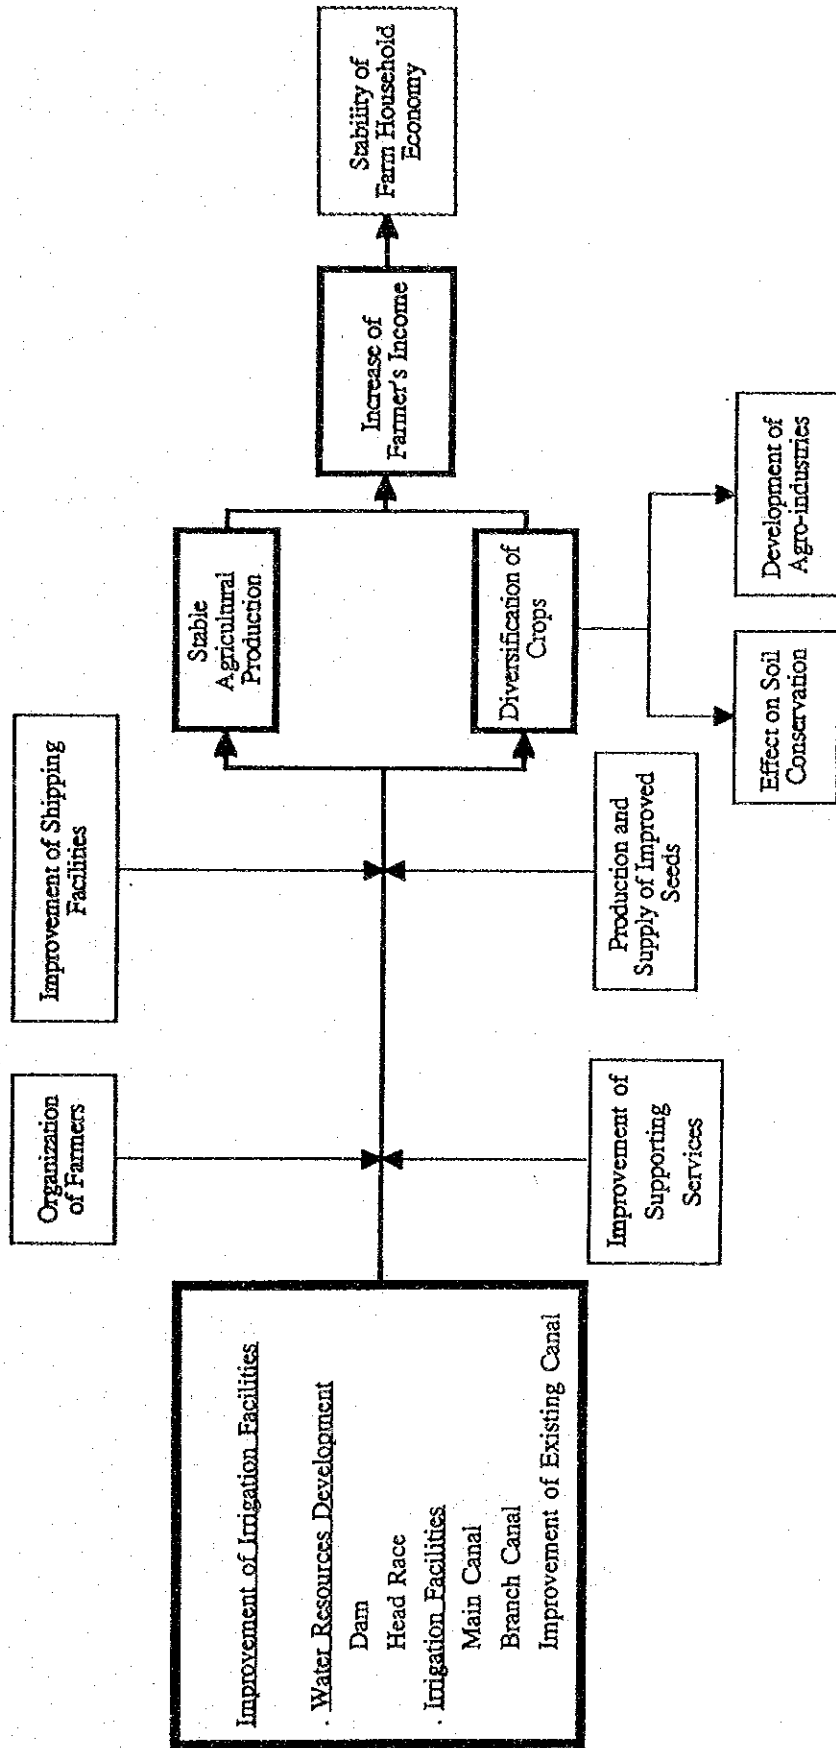 Improvement of Irrigation Facilities
. Water Resources Development
Dam
Head Race
. Irrigation Facilities
Main Canal
Branch Canal
Improvement of Existing Canal
Organization
of Farmers
Improvement of Shipping
Facilities
Improvement of
Supporting
Services
Production and
Supply of Improved
Seeds
Stable
Agricultural
Production
Diversification of
Crops
Increase of
Farmer's Income
Stability of
Farm Household
Economy
Effect on Soil
Conservation
Development of
Agro-industries